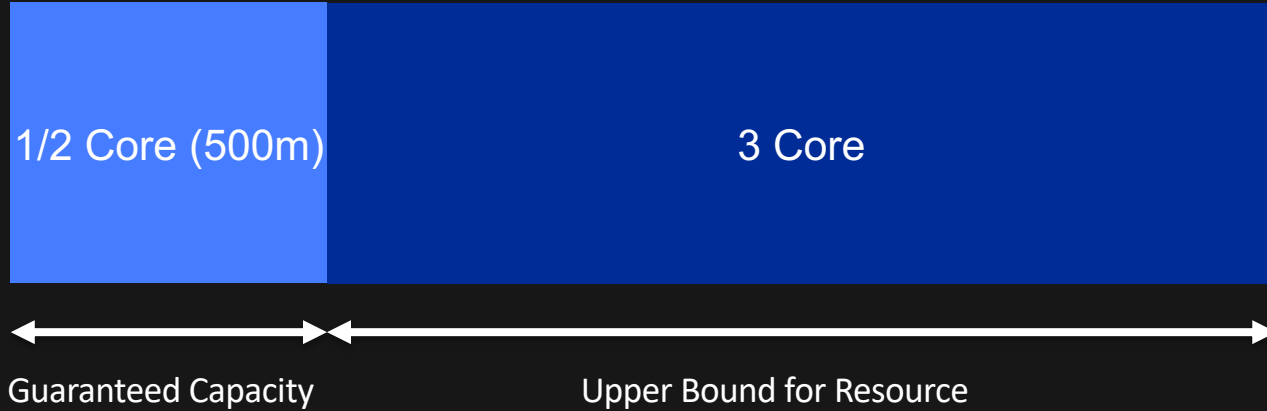 1/2 Core (500m)
3 Core
Guaranteed Capacity
Upper Bound for Resource